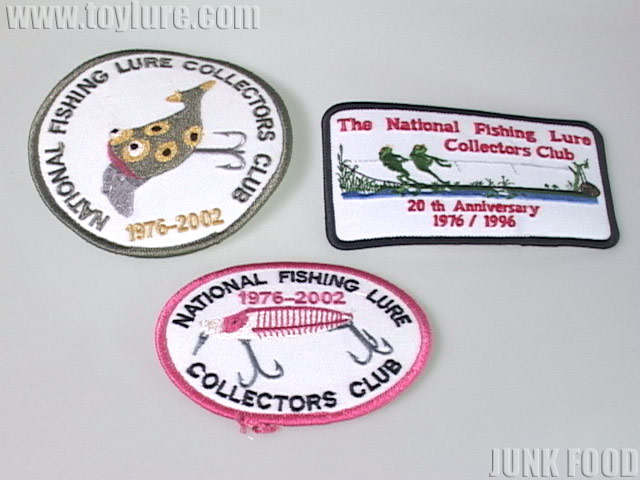 www.toylure.com
NATIONAL FISHING LURE COLLECTORS CLUB
1976-2002
The National Fishing Lure
Collectors Club
20 th Anniversary
1976 / 1996
NATIONAL FISHING LURE
1976-2002
COLLECTORS CLUB
JUNK FOOD